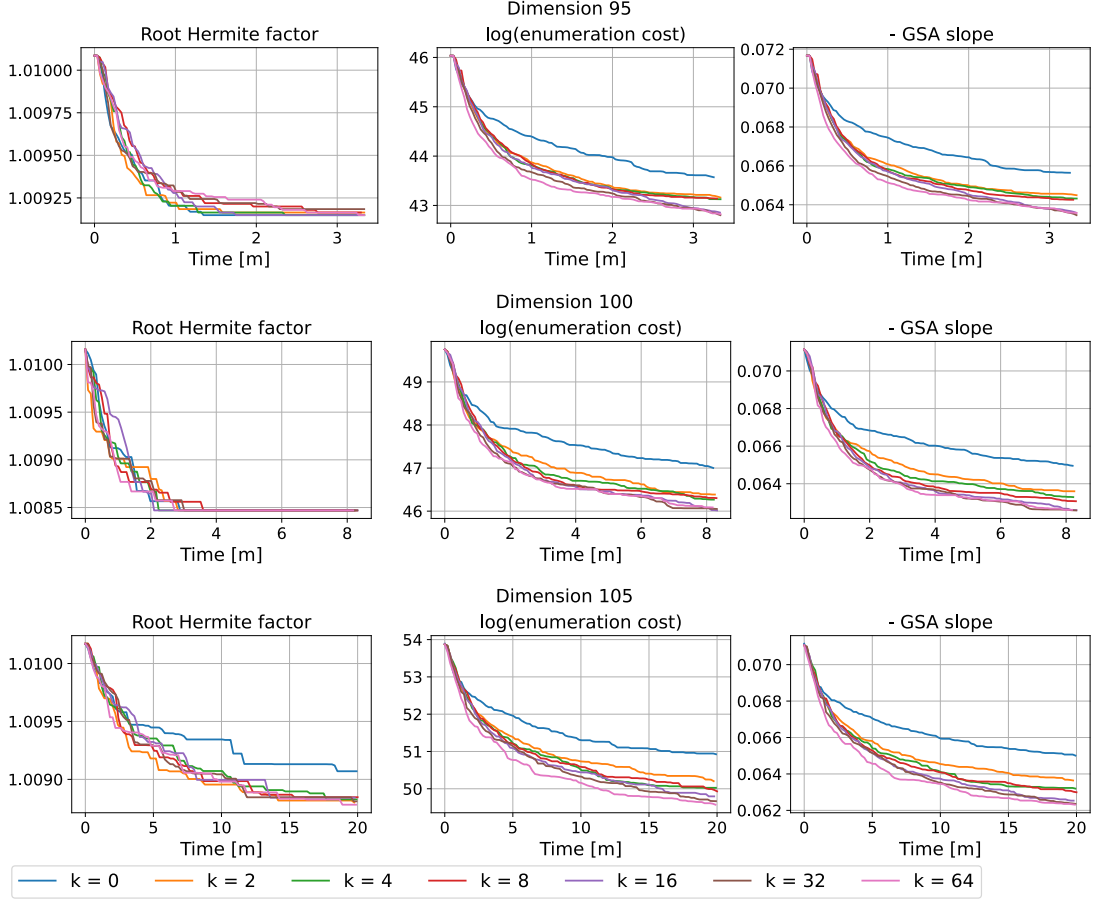 Dimension 95
Root Hermite factor
log(enumeration cost)
- GSA slope
1.01000
1.00975
1.00950
1.00925
46
45
44
43
0.072
0.070
0.068
0.066
0.064
0 1 2 3
0 1 2 3
0 1 2 3
Time [m]
Time [m]
Time [m]
Dimension 100
Root Hermite factor
log(enumeration cost)
- GSA slope
1.0100
1.0095
1.0090
1.0085
49
48
47
46
0.070
0.068
0.066
0.064
0 2 4 6 8
0 2 4 6 8
0 2 4 6 8
Time [m]
Time [m]
Time [m]
Dimension 105
Root Hermite factor
log(enumeration cost)
- GSA slope
1.0100
1.0095
1.0090
54
53
52
51
50
0.070
0.068
0.066
0.064
0.062
0 5 10 15 20
0 5 10 15 20
0 5 10 15 20
Time [m]
Time [m]
Time [m]
k = 0 k = 2 k = 4 k = 8 k = 16 k = 32 k = 64